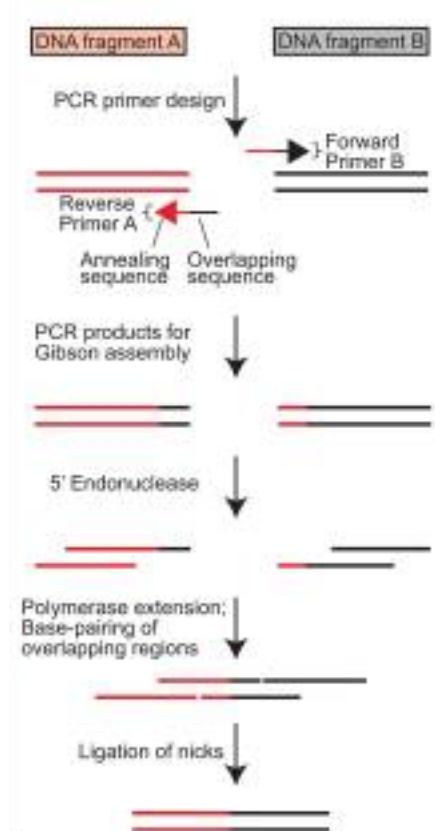 DNA fragment A
DNA fragment B
PCR primer design
Forward
Primer B
Reverse
Primer A
Annealing
sequence
Overlapping
sequence
PCR products for
Gibson assembly
5' Endonuclease
Polymerase extension;
Base-pairing of
overlapping regions
Ligation of nicks